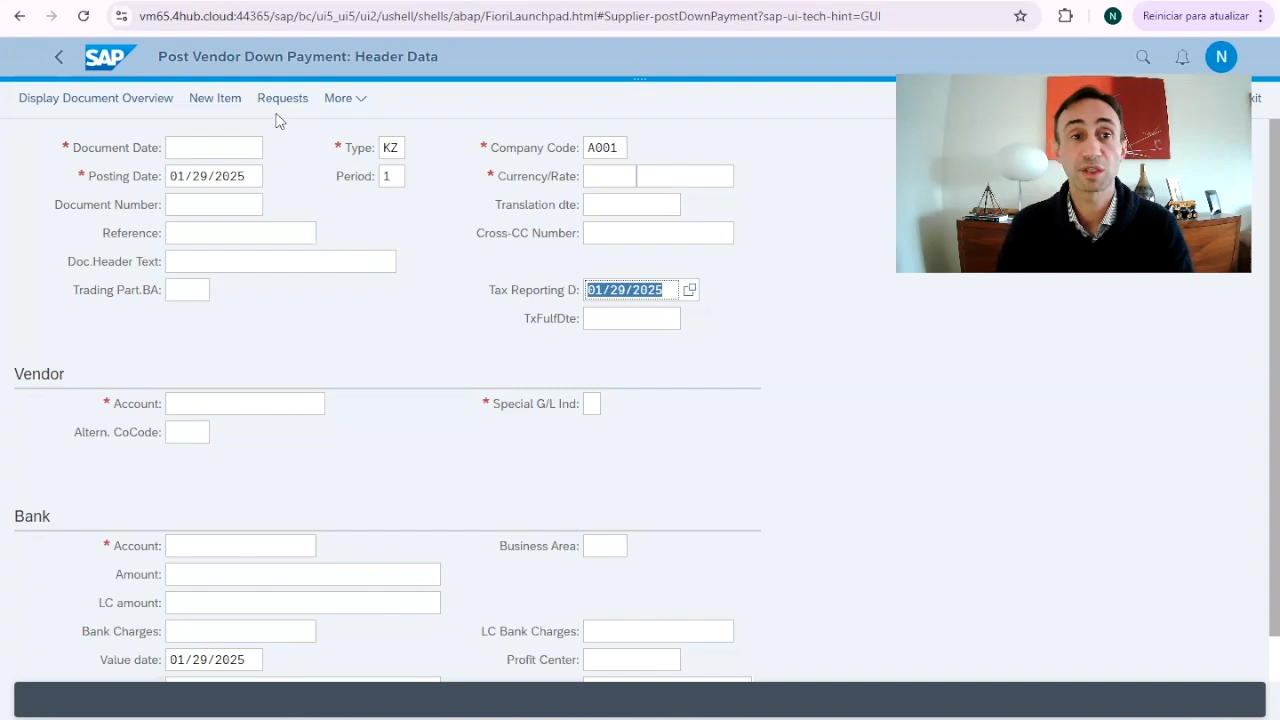 vm65.4hub.cloud:44365/sap/bc/ui5_ui5/ui2/ushell/shells/abap/FioriLaunchpad.html#Supplier-postDownPayment?sap-ui-tech-hint=GUI
N
Reiniciar para atualizar
SAP
Post Vendor Down Payment: Header Data
N
Display Document Overview
New Item
Requests
More
xit
* Document Date:
* Type: KZ
* Company Code: A001
* Posting Date: 01/29/2025
Period: 1
* Currency/Rate:
Document Number:
Translation dte:
Reference:
Cross-CC Number:
Doc.Header Text:
Trading Part.BA:
Tax Reporting D: 01/29/2025
TxFulfDte:
Vendor
* Account:
* Special G/L Ind:
Altern. CoCode:
Bank
* Account:
Business Area:
Amount:
LC amount:
Bank Charges:
LC Bank Charges:
Value date: 01/29/2025
Profit Center: